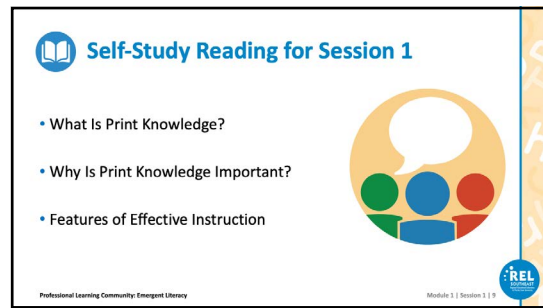 Self-Study Reading for Session 1
• What Is Print Knowledge?
• Why Is Print Knowledge Important?
• Features of Effective Instruction
Professional Learning Community: Emergent Literacy
Module 1 | Session 1 | 9
REL
SOUTHEAST